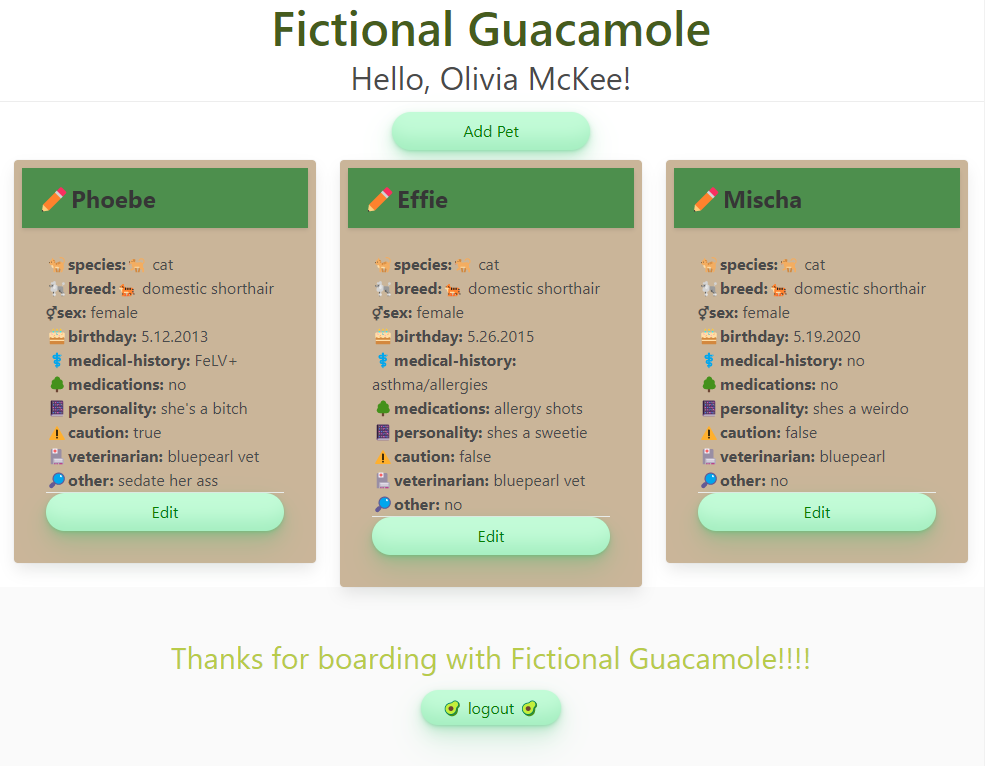 Fictional Guacamole
Hello, Olivia McKee!
Add Pet
Phoebe
species: cat
breed: domestic shorthair
sex: female
birthday: 5.12.2013
medical-history: FeLV+
medications: no
personality: she's a bitch
caution: true
veterinarian: bluepearl vet
other: sedate her ass
Edit
Effie
species: cat
breed: domestic shorthair
sex: female
birthday: 5.26.2015
medical-history:
asthma/allergies
medications: allergy shots
personality: shes a sweetie
caution: false
veterinarian: bluepearl vet
other: no
Edit
Mischa
species: cat
breed: domestic shorthair
sex: female
birthday: 5.19.2020
medical-history: no
medications: no
personality: shes a weirdo
caution: false
veterinarian: bluepearl
other: no
Edit
Thanks for boarding with Fictional Guacamole!!!!
logout